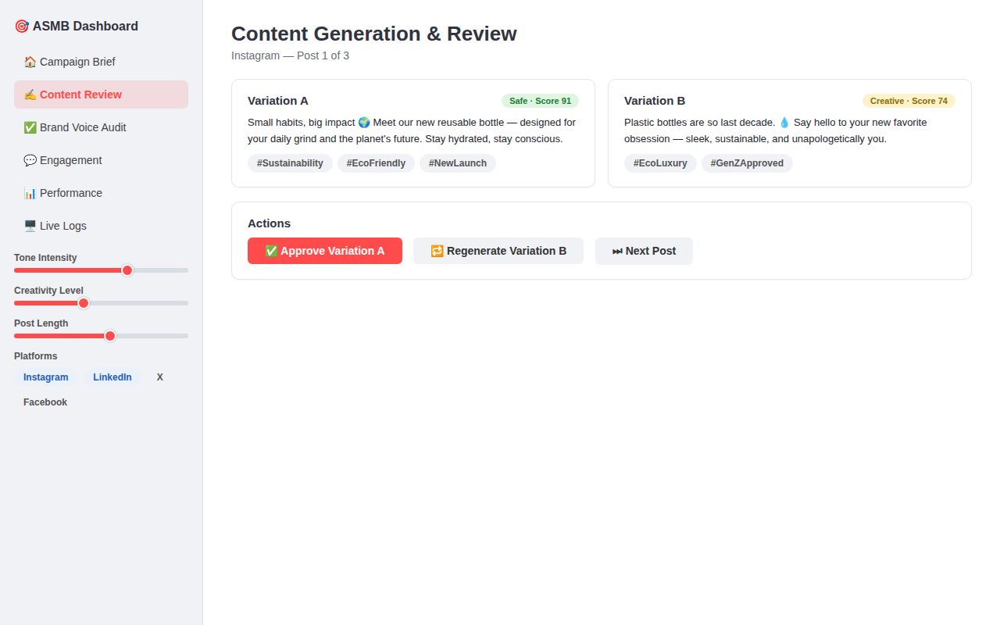 🎯 ASMB Dashboard
🏠 Campaign Brief
✍️ Content Review
✅ Brand Voice Audit
💬 Engagement
📊 Performance
🖥️ Live Logs
Tone Intensity
Creativity Level
Post Length
Platforms
Instagram LinkedIn X
Facebook
Content Generation & Review
Instagram — Post 1 of 3
Variation A Safe · Score 91
Small habits, big impact 🌍 Meet our new reusable bottle — designed for
your daily grind and the planet's future. Stay hydrated, stay conscious.
#Sustainability #EcoFriendly #NewLaunch
Variation B Creative · Score 74
Plastic bottles are so last decade. 💧 Say hello to your new favorite
obsession — sleek, sustainable, and unapologetically you.
#EcoLuxury #GenZApproved
Actions
✅ Approve Variation A 🔁 Regenerate Variation B ⏭ Next Post